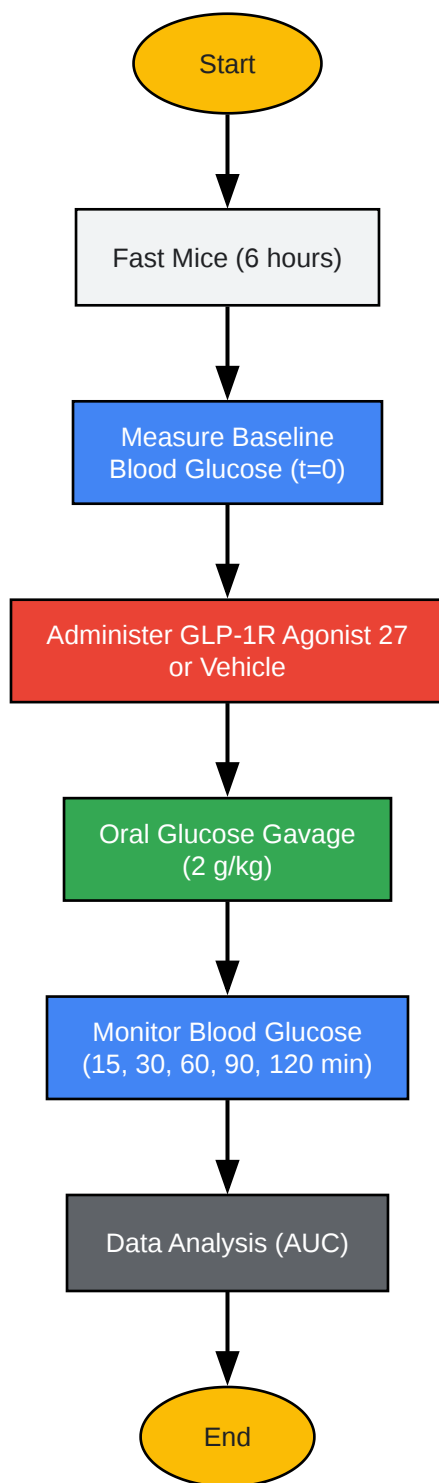 Start
Fast Mice (6 hours)
Measure Baseline
Blood Glucose (t=0)
Administer GLP-1R Agonist 27
or Vehicle
Oral Glucose Gavage
(2 g/kg)
Monitor Blood Glucose
(15, 30, 60, 90, 120 min)
Data Analysis (AUC)
End